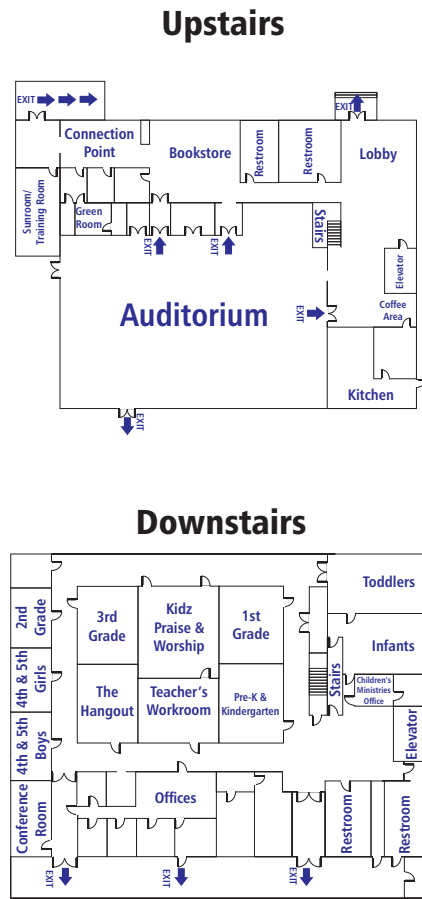 Upstairs
EXIT
EXIT
Connection
Point
Bookstore
Restroom
Restroom
Lobby
Sunroom/
Training Room
Green
Room
Stairs
EXIT
EXIT
Elevator
Auditorium
EXIT
Coffee
Area
Kitchen
EXIT
Downstairs
2nd
Grade
3rd
Grade
Kidz
Praise &
Worship
1st
Grade
Toddlers
Infants
4th & 5th
Girls
The
Hangout
Teacher's
Workroom
Pre-K &
Kindergarten
Stairs
Children's
Ministries
Office
4th & 5th
Boys
Elevator
Conference
Room
Offices
Restroom
Restroom
EXIT
EXIT
EXIT